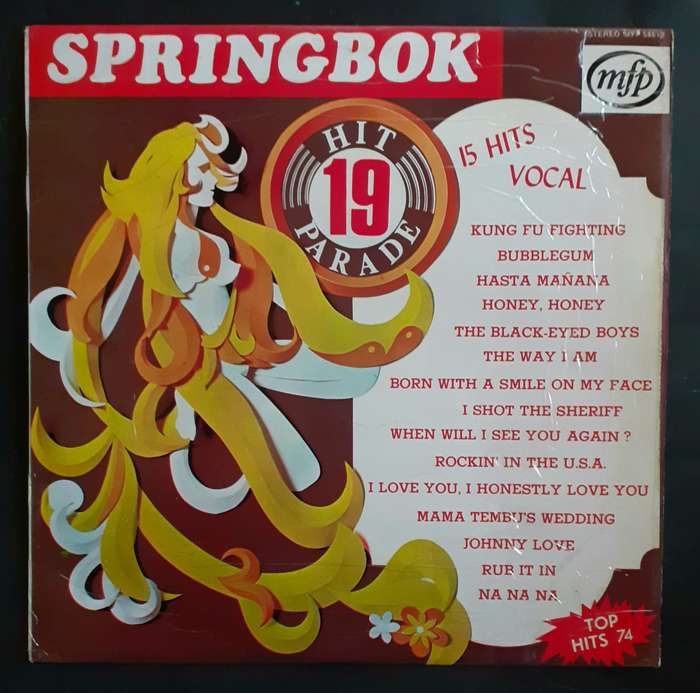 SPRINGBOK
STEREO
mfp
HIT
19
PARADE
15 HITS
VOCAL
KUNG FU FIGHTING
BUBBLEGUM
HASTA MAÑANA
HONEY, HONEY
THE BLACK-EYED BOYS
THE WAY I AM
BORN WITH A SMILE ON MY FACE
I SHOT THE SHERIFF
WHEN WILL I SEE YOU AGAIN?
ROCKIN' IN THE U.S.A.
I LOVE YOU, I HONESTLY LOVE YOU
MAMA TEMBU'S WEDDING
JOHNNY LOVE
RUB IT IN
NA NA NA
TOP
HITS 74